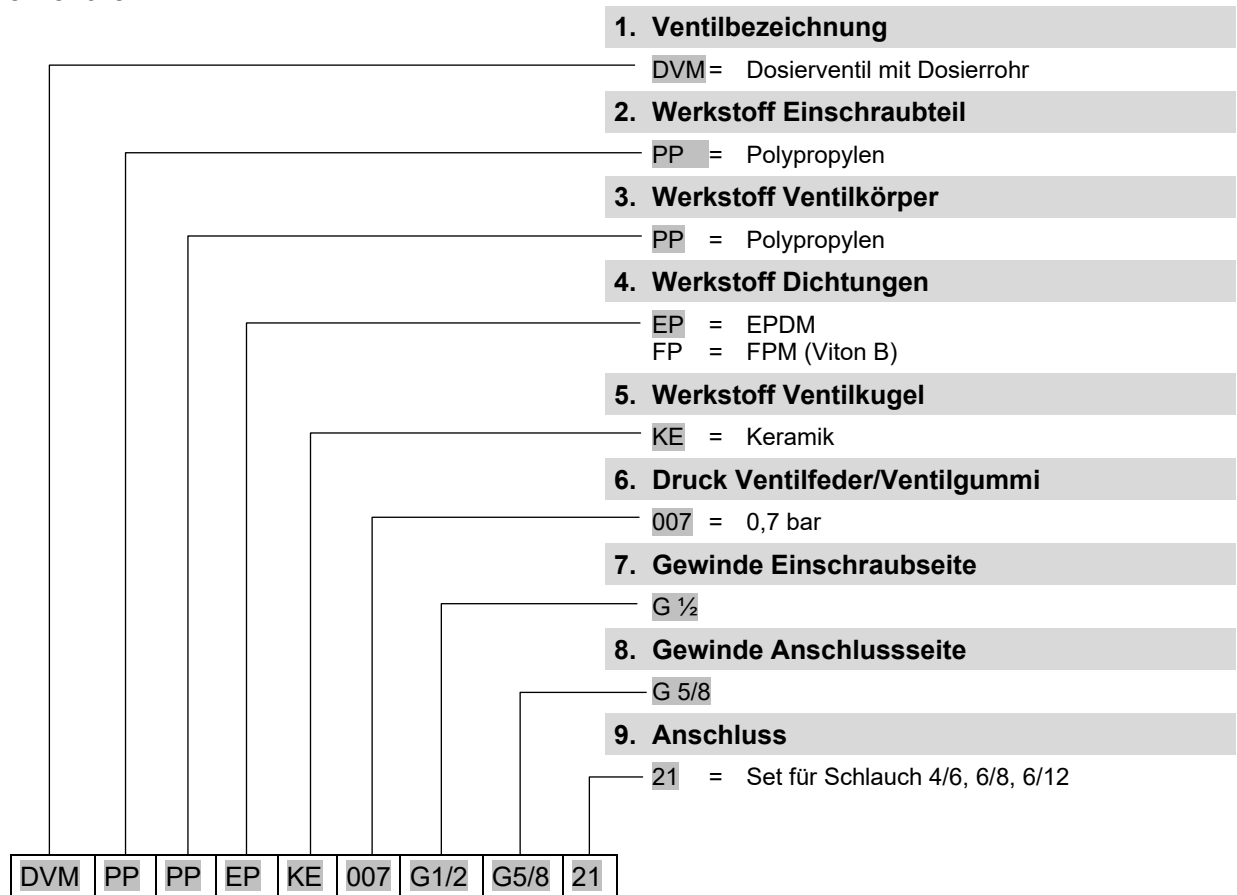 1. Ventilbezeichnung
DVM = Dosierventil mit Dosierrohr
2. Werkstoff Einschraubteil
PP = Polypropylen
3. Werkstoff Ventilkörper
PP = Polypropylen
4. Werkstoff Dichtungen
EP = EPDM
FP = FPM (Viton B)
5. Werkstoff Ventilkugel
KE = Keramik
6. Druck Ventilfeder/Ventilgummi
007 = 0,7 bar
7. Gewinde Einschraubseite
G ½
8. Gewinde Anschlussseite
G 5/8
9. Anschluss
21 = Set für Schlauch 4/6, 6/8, 6/12
DVM PP PP EP KE 007 G1/2 G5/8 21